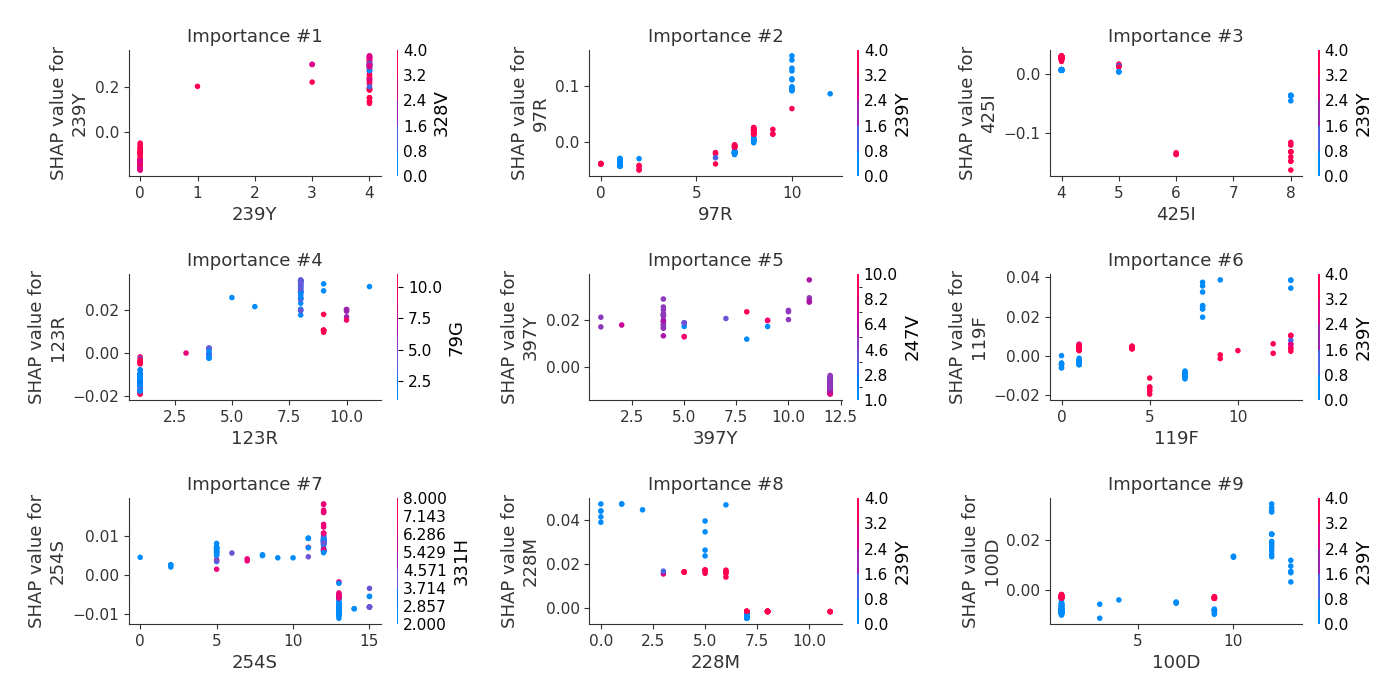 Importance #1
SHAP value for
239Y
0.2
0.0
0
1
2
3
4
239Y
4.0
3.2
2.4
1.6
0.8
0.0
328V
Importance #2
SHAP value for
97R
0.1
0.0
0
5
10
97R
4.0
3.2
2.4
1.6
0.8
0.0
239Y
Importance #3
SHAP value for
425I
0.0
−0.1
4
5
6
7
8
425I
4.0
3.2
2.4
1.6
0.8
0.0
239Y
Importance #4
SHAP value for
123R
0.02
0.00
−0.02
2.5
5.0
7.5
10.0
123R
10.0
7.5
5.0
2.5
79G
Importance #5
SHAP value for
397Y
0.02
0.00
2.5
5.0
7.5
10.0
12.5
397Y
10.0
8.2
6.4
4.6
2.8
1.0
247V
Importance #6
SHAP value for
119F
0.04
0.02
0.00
−0.02
0
5
10
119F
4.0
3.2
2.4
1.6
0.8
0.0
239Y
Importance #7
SHAP value for
254S
0.01
0.00
−0.01
0
5
10
15
254S
8.000
7.143
6.286
5.429
4.571
3.714
2.857
2.000
331H
Importance #8
SHAP value for
228M
0.04
0.02
0.00
0.0
2.5
5.0
7.5
10.0
228M
4.0
3.2
2.4
1.6
0.8
0.0
239Y
Importance #9
SHAP value for
100D
0.02
0.00
5
10
100D
4.0
3.2
2.4
1.6
0.8
0.0
239Y